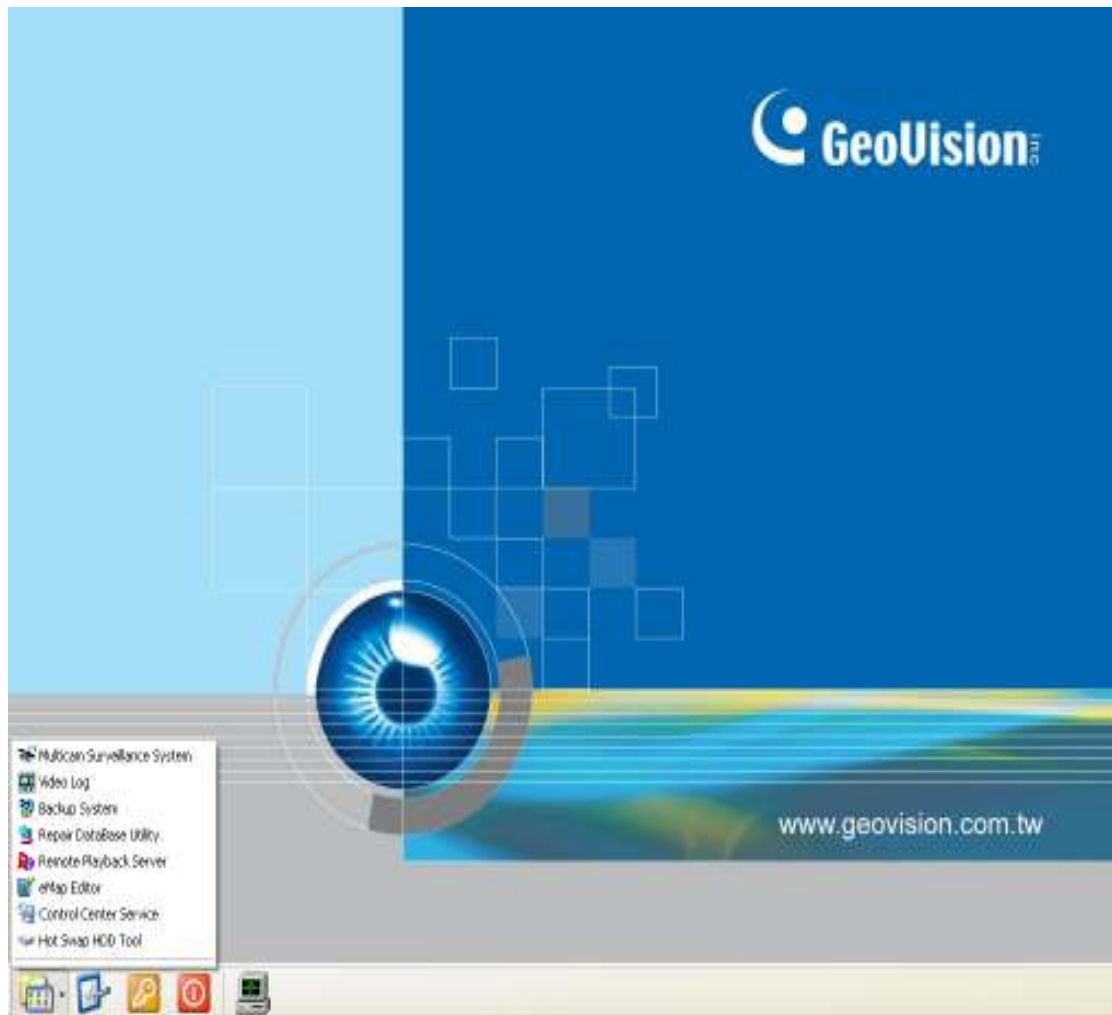 GeoVision inc
www.geovision.com.tw
Multicam Surveillance System
Video Log
Backup System
Repair DataBase Utility
Remote Playback Server
eMap Editor
Control Center Service
Hot Swap HDD Tool